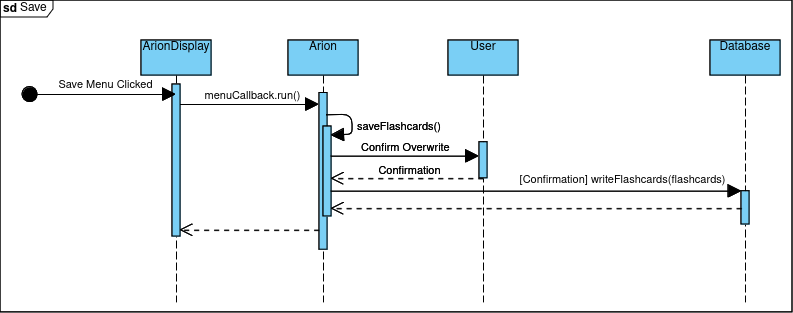 sd Save
ArionDisplay
Arion
User
Database
Save Menu Clicked
menuCallback.run()
saveFlashcards()
Confirm Overwrite
Confirmation
[Confirmation] writeFlashcards(flashcards)